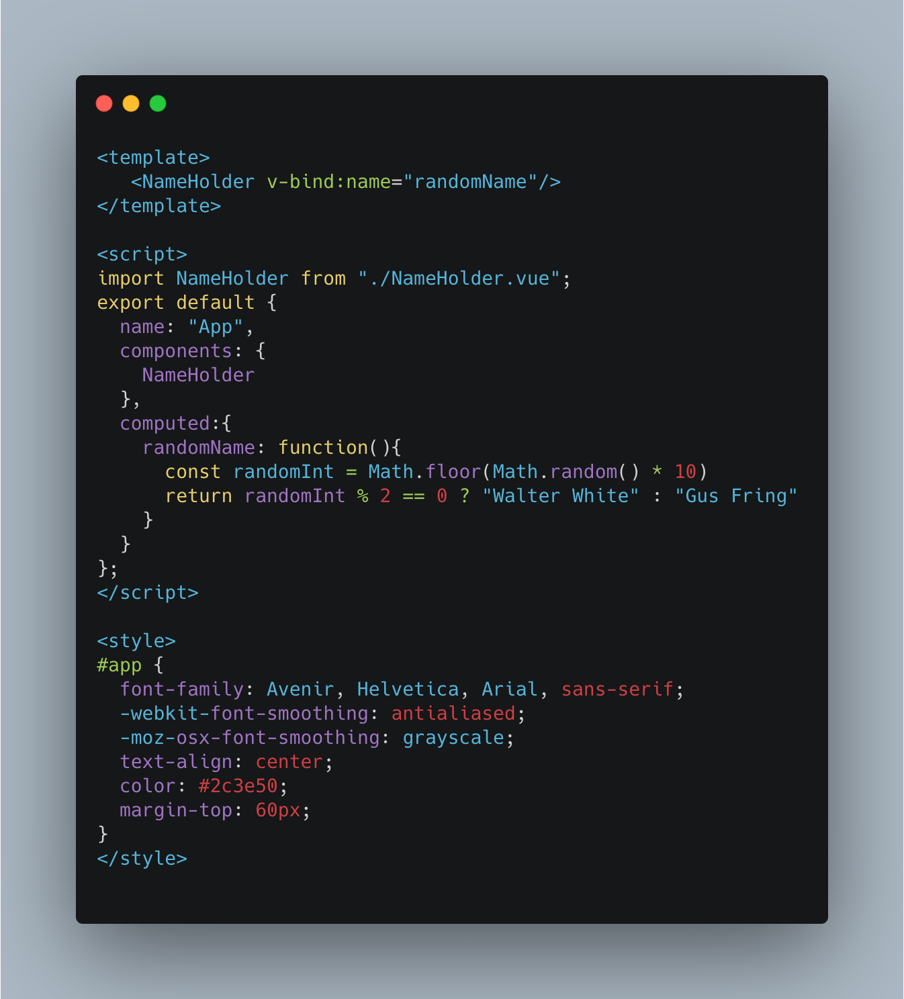 <template>
   <NameHolder v-bind:name="randomName"/>
</template>

<script>
import NameHolder from "./NameHolder.vue";
export default {
  name: "App",
  components: {
    NameHolder
  },
  computed:{
    randomName: function(){
      const randomInt = Math.floor(Math.random() * 10)
      return randomInt % 2 == 0 ? "Walter White" : "Gus Fring"
    }
  }
};
</script>

<style>
#app {
  font-family: Avenir, Helvetica, Arial, sans-serif;
  -webkit-font-smoothing: antialiased;
  -moz-osx-font-smoothing: grayscale;
  text-align: center;
  color: #2c3e50;
  margin-top: 60px;
}
</style>